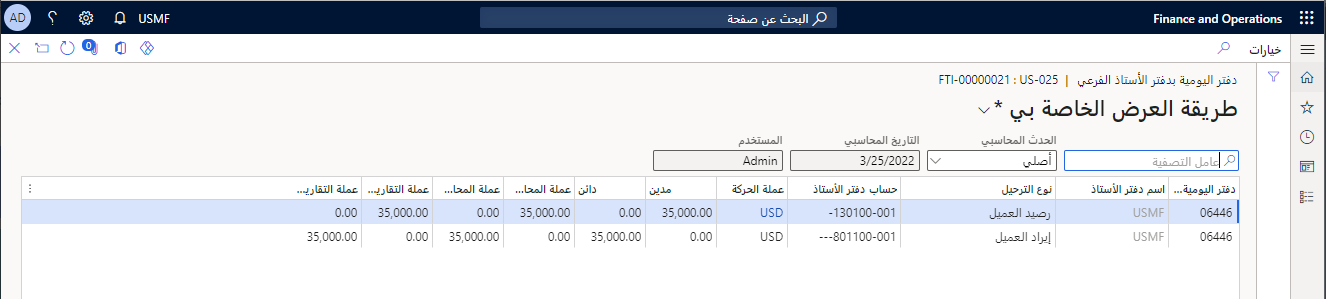 Finance and Operations البحث عن صفحة USMF AD
خيارات 0
دفتر اليومية بدفتر الأستاذ الفرعي | FTI-00000021 : US-025
طريقة العرض الخاصة بي *
الحدث المحاسبي التاريخ المحاسبي المستخدم
عامل التصفية أصلي 3/25/2022 Admin
دفتر اليومية... اسم دفتر الأستاذ نوع الترحيل حساب دفتر الأستاذ عملة الحركة مدين دائن عملة المحا... عملة المحا... عملة التقاري... عملة التقاري...
06446 USMF رصيد العميل 130100-001- USD 35,000.00 0.00 35,000.00 0.00 35,000.00 0.00
06446 USMF إيراد العميل 801100-001--- USD 0.00 35,000.00 0.00 35,000.00 0.00 35,000.00